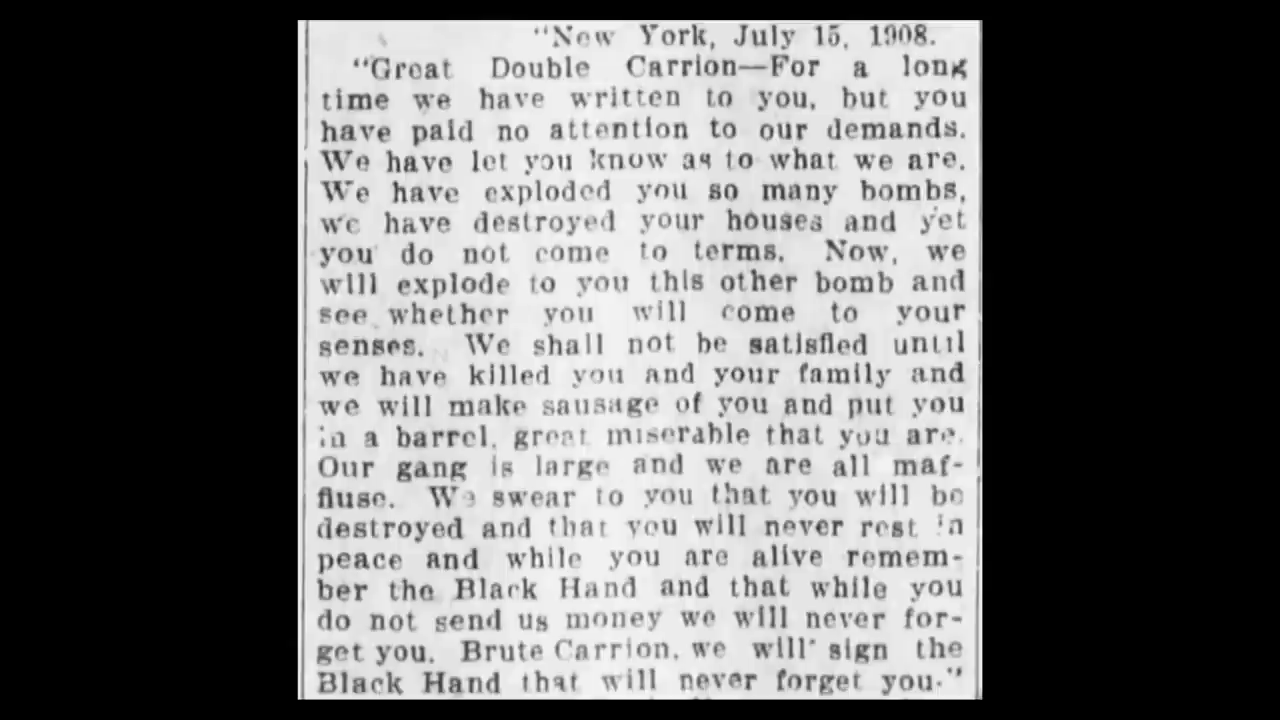 "New York, July 15, 1908.
"Great Double Carrion—For a long
time we have written to you, but you
have paid no attention to our demands.
We have let you know as to what we are.
We have exploded you so many bombs,
we have destroyed your houses and yet
you do not come to terms. Now, we
will explode to you this other bomb and
see whether you will come to your
senses. We shall not be satisfied until
we have killed you and your family and
we will make sausage of you and put you
in a barrel, great miserable that you are.
Our gang is large and we are all maf-
fiuse. We swear to you that you will be
destroyed and that you will never rest in
peace and while you are alive remem-
ber the Black Hand and that while you
do not send us money we will never for-
get you. Brute Carrion, we will sign the
Black Hand that will never forget you."